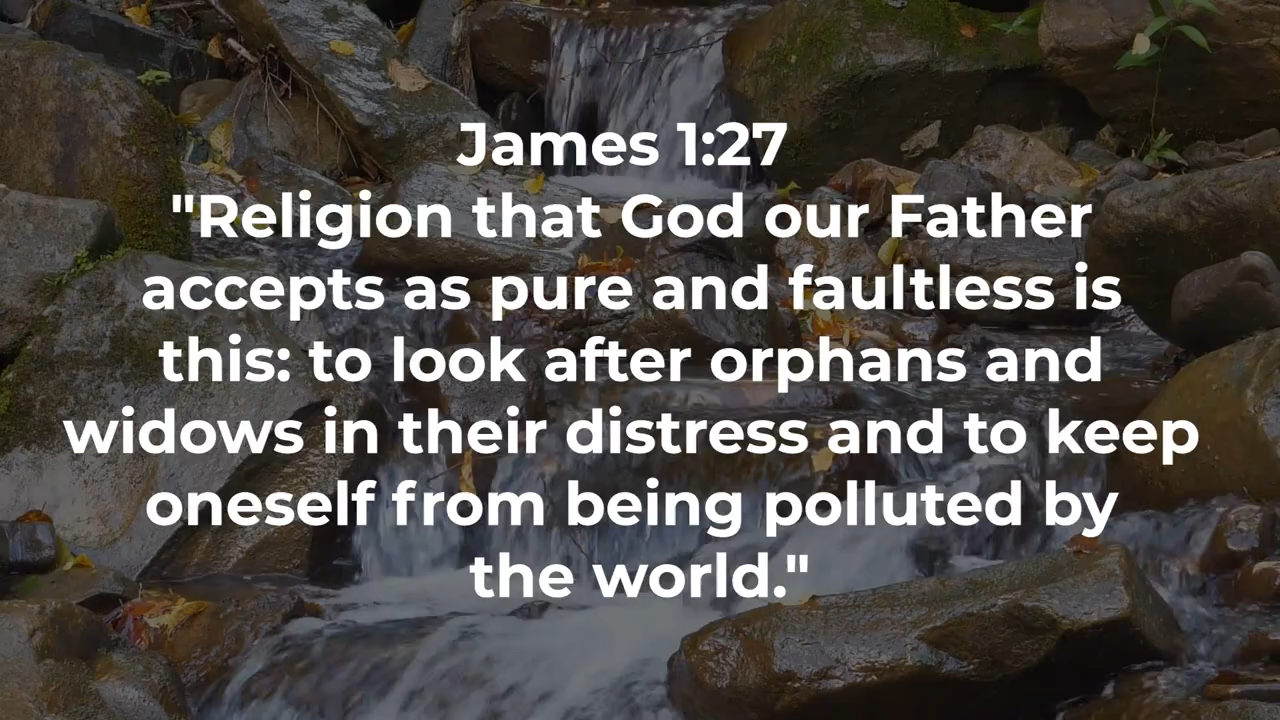 James 1:27
"Religion that God our Father
accepts as pure and faultless is
this: to look after orphans and
widows in their distress and to keep
oneself from being polluted by
the world."